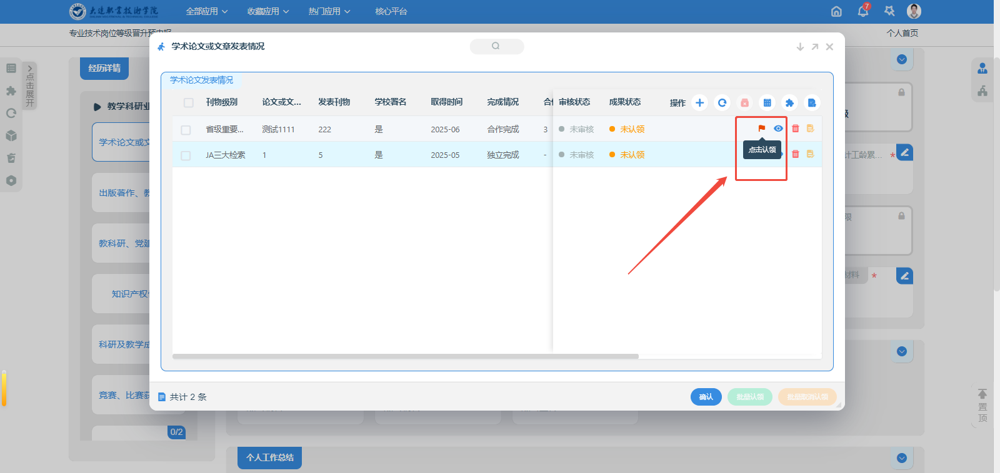 大连职业技术学院
全部应用
收藏应用
热门应用
核心平台
7
专业技术岗位等级晋升预申报
个人首页
点击展开
经历详情
教学科研业
学术论文或文
出版著作、教
教科研、党建
知识产权
科研及教学成
竞赛、比赛获
0/2
学术论文或文章发表情况
学术论文发表情况
刊物级别 论文或文... 发表刊物 学校署名 取得时间 完成情况 合 审核状态 成果状态 操作
省级重要... 测试1111 222 是 2025-06 合作完成 3 未审核 未认领
点击认领
JA三大检索 1 5 是 2025-05 独立完成 - 未审核 未认领
共计 2 条
确认
批量认领
批量取消认领
级
计工龄累... *
限
材料 *
置顶
个人工作总结